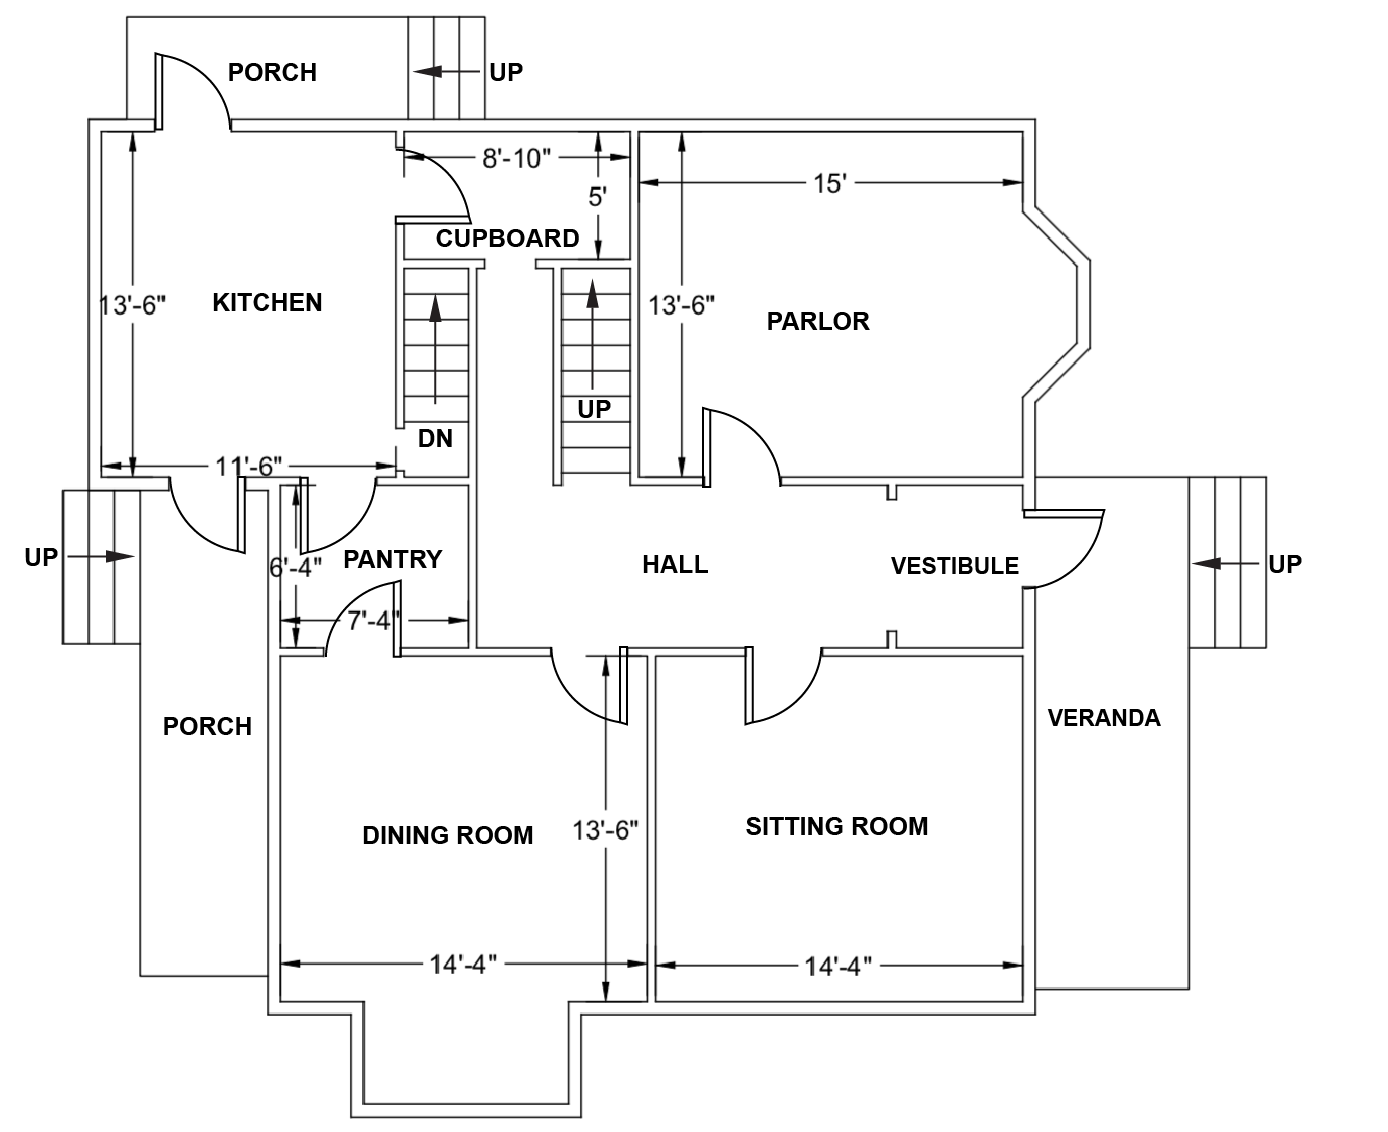 PORCH
UP
8'-10"
15'
5'
CUPBOARD
13'-6"
KITCHEN
13'-6"
PARLOR
UP
DN
11'-6"
UP
6'-4"
PANTRY
HALL
VESTIBULE
UP
7'-4"
PORCH
VERANDA
DINING ROOM
13'-6"
SITTING ROOM
14'-4"
14'-4"